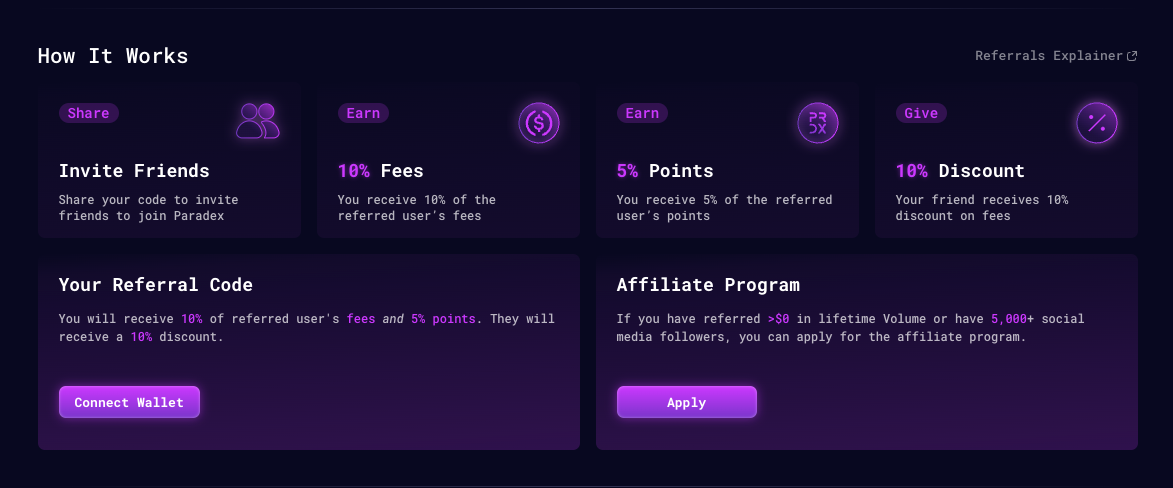 How It Works
Referrals Explainer
Share
Invite Friends
Share your code to invite
friends to join Paradex
Earn
10% Fees
You receive 10% of the
referred user's fees
Earn
PR
DX
5% Points
You receive 5% of the referred
user's points
Give
10% Discount
Your friend receives 10%
discount on fees
Your Referral Code
You will receive 10% of referred user's fees and 5% points. They will
receive a 10% discount.
Connect Wallet
Affiliate Program
If you have referred >$0 in lifetime Volume or have 5,000+ social
media followers, you can apply for the affiliate program.
Apply